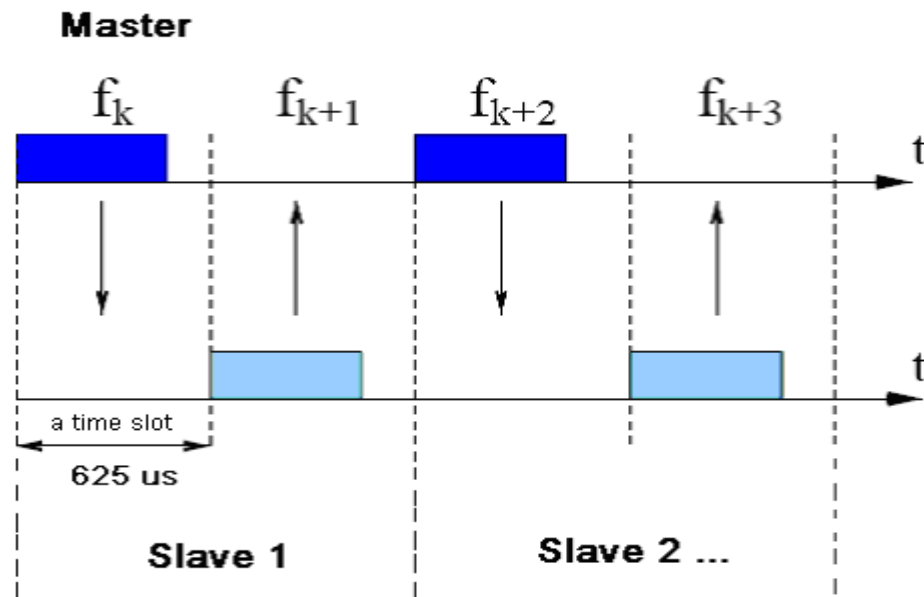 Master
fk fk+1 fk+2 fk+3
t
t
a time slot
625 us
Slave 1 Slave 2 ...